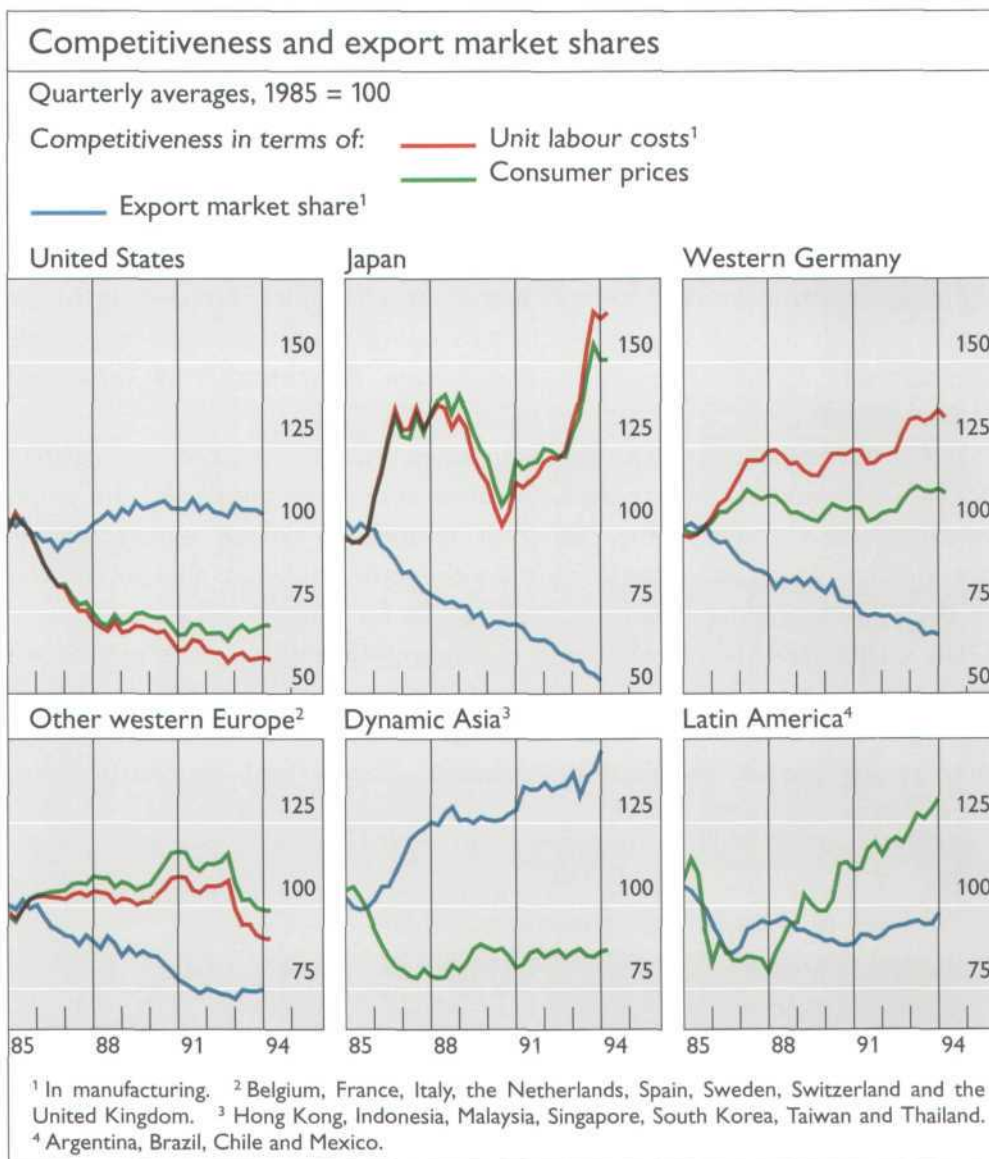 Competitiveness and export market shares
Quarterly averages, 1985 = 100
Competitiveness in terms of:
Unit labour costs¹
Consumer prices
Export market share¹
United States
Japan
Western Germany
150
150
150
125
125
125
100
100
100
75
75
75
50
50
50
Other western Europe²
Dynamic Asia³
Latin America⁴
125
125
125
100
100
100
75
75
75
85 88 91 94
85 88 91 94
85 88 91 94
¹ In manufacturing. ² Belgium, France, Italy, the Netherlands, Spain, Sweden, Switzerland and the
United Kingdom. ³ Hong Kong, Indonesia, Malaysia, Singapore, South Korea, Taiwan and Thailand.
⁴ Argentina, Brazil, Chile and Mexico.